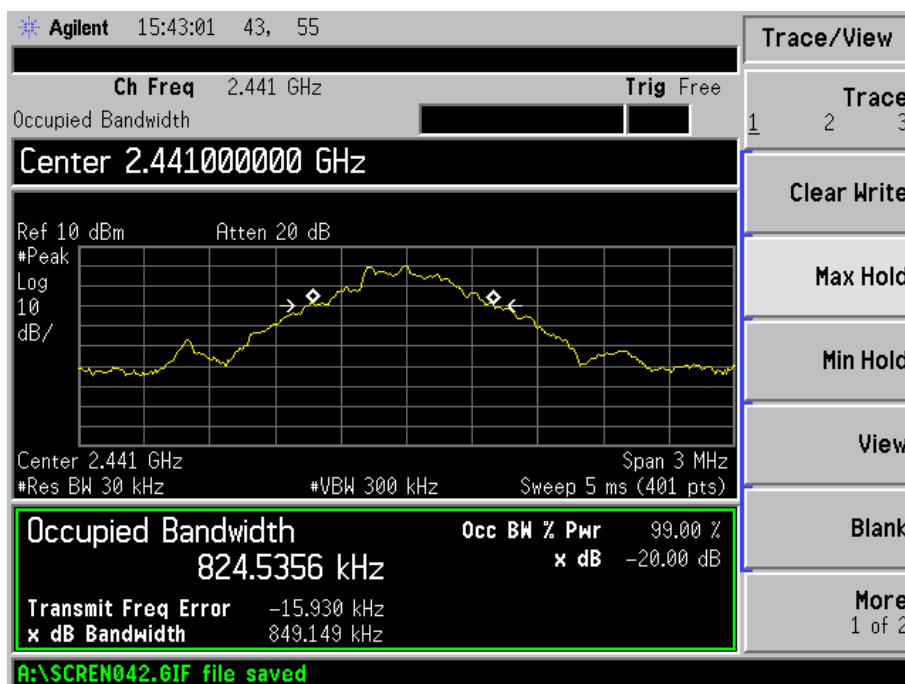 Agilent 15:43:01 43, 55
Trace/View
Ch Freq 2.441 GHz Trig Free
Occupied Bandwidth
Trace
1 2 3
Center 2.441000000 GHz
Clear Write
Ref 10 dBm Atten 20 dB
#Peak
Log
10
dB/
Max Hold
Min Hold
View
Center 2.441 GHz Span 3 MHz
#Res BW 30 kHz #VBW 300 kHz Sweep 5 ms (401 pts)
Blank
Occupied Bandwidth Occ BW % Pwr 99.00 %
824.5356 kHz x dB -20.00 dB
Transmit Freq Error -15.930 kHz
x dB Bandwidth 849.149 kHz
More
1 of 2
A:\SCREN042.GIF file saved